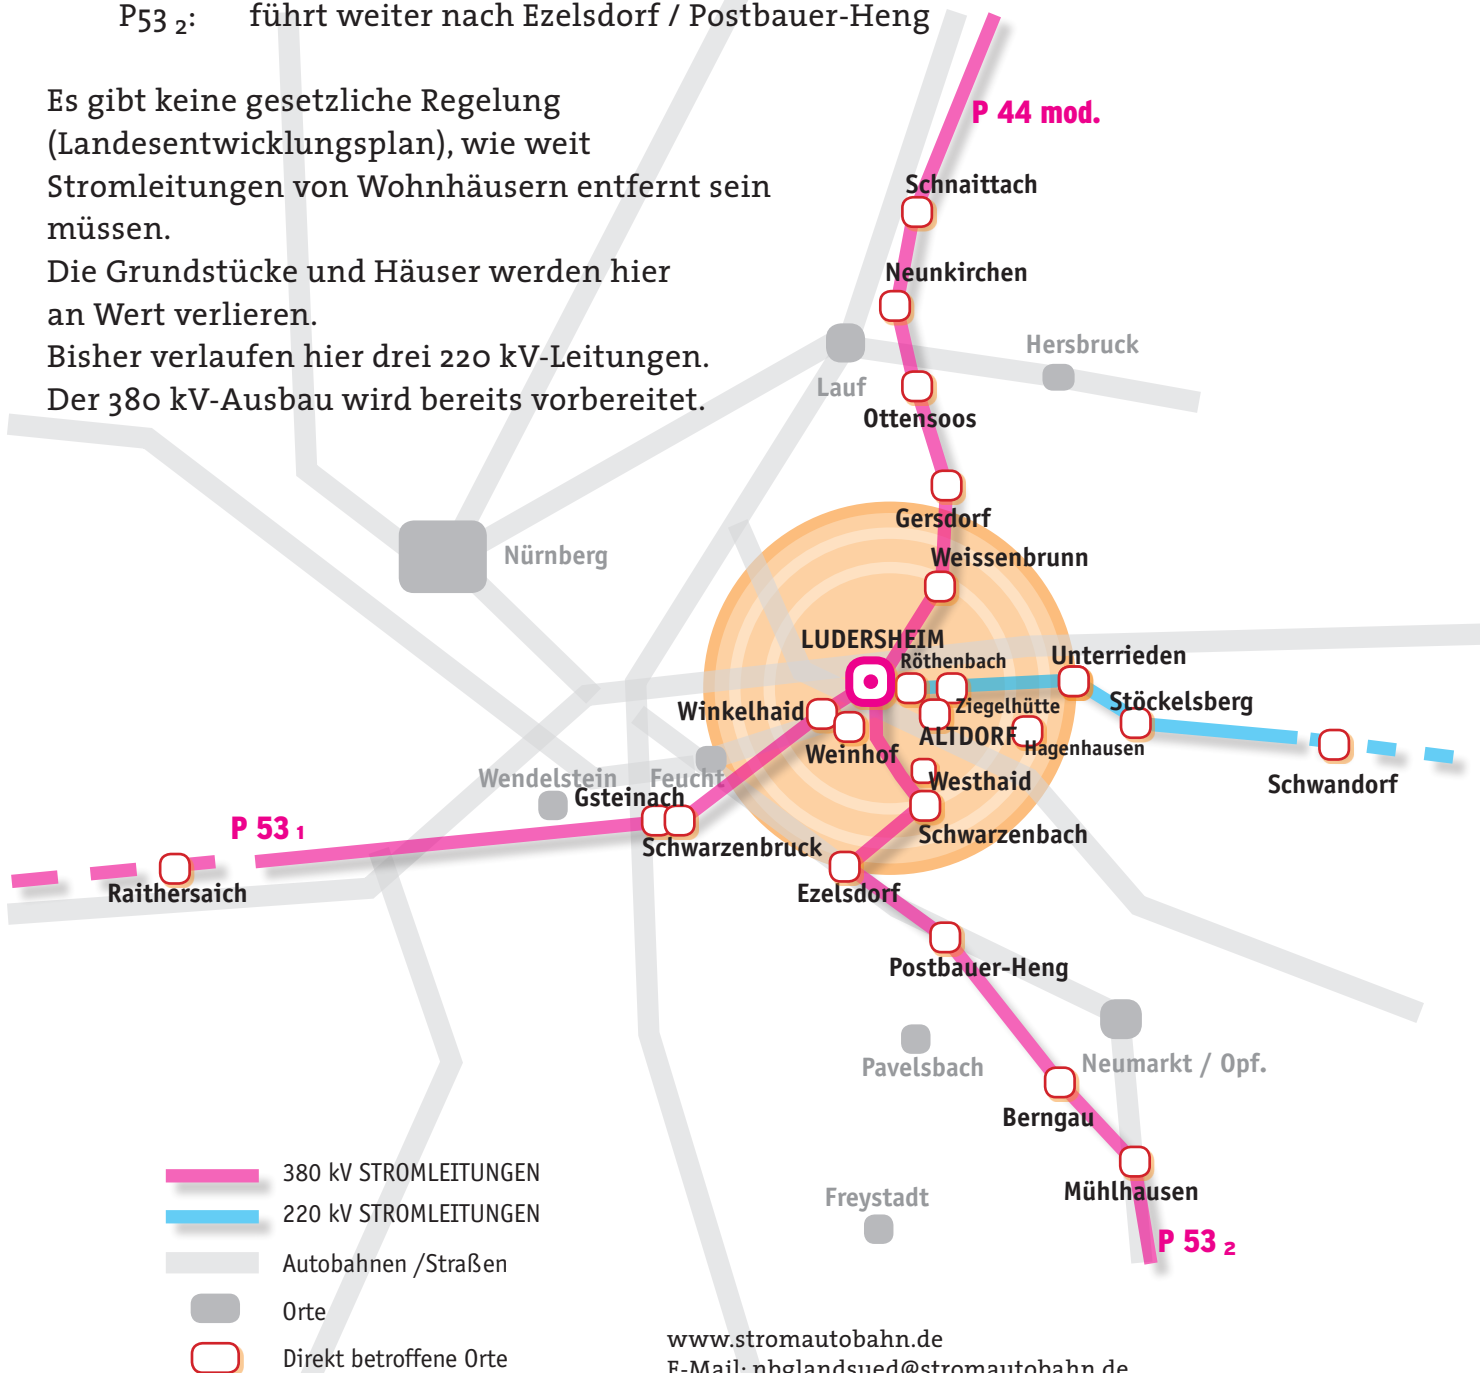 P53 2: führt weiter nach Ezelsdorf / Postbauer-Heng
Es gibt keine gesetzliche Regelung
(Landesentwicklungsplan), wie weit
Stromleitungen von Wohnhäusern entfernt sein
müssen.
Die Grundstücke und Häuser werden hier
an Wert verlieren.
Bisher verlaufen hier drei 220 kV-Leitungen.
Der 380 kV-Ausbau wird bereits vorbereitet.
P 44 mod.
Schnaittach
Neunkirchen
Hersbruck
Lauf
Ottensoos
Gersdorf
Nürnberg
Weissenbrunn
LUDERSHEIM
Röthenbach
Unterrieden
Stöckelsberg
Ziegelhütte
Winkelhaid
ALTDORF
Hagenhausen
Weinhof
Wendelstein
Feucht
Westhaid
Schwandorf
Gsteinach
P 53 1
Schwarzenbach
Schwarzenbruck
Raithersaich
Ezelsdorf
Postbauer-Heng
Pavelsbach
Neumarkt / Opf.
Berngau
Mühlhausen
Freystadt
P 53 2
380 kV STROMLEITUNGEN
220 kV STROMLEITUNGEN
Autobahnen /Straßen
Orte
Direkt betroffene Orte
www.stromautobahn.de
E-Mail: nbglandsued@stromautobahn.de